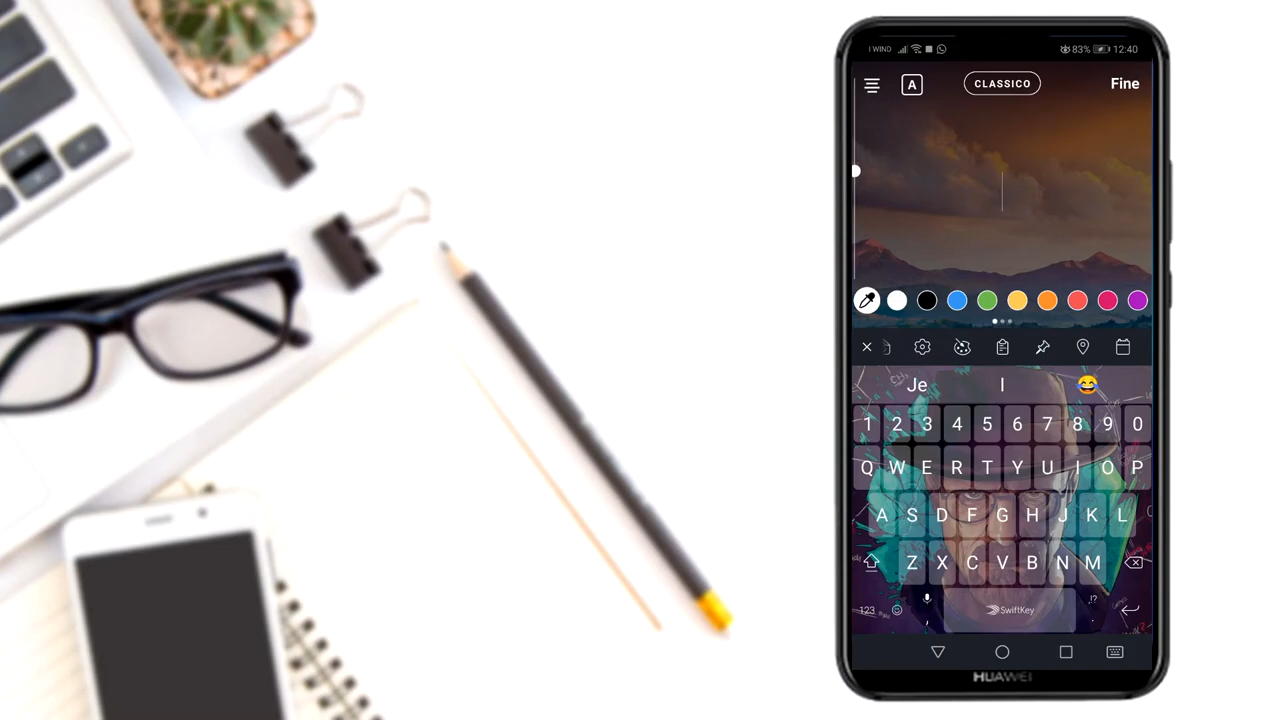 I WIND 83% 12:40
A CLASSICO Fine
Je I 😂
1 2 3 4 5 6 7 8 9 0
Q W E R T Y U I O P
A S D F G H J K L
Z X C V B N M
123 , SwiftKey .!?
HUAWEI